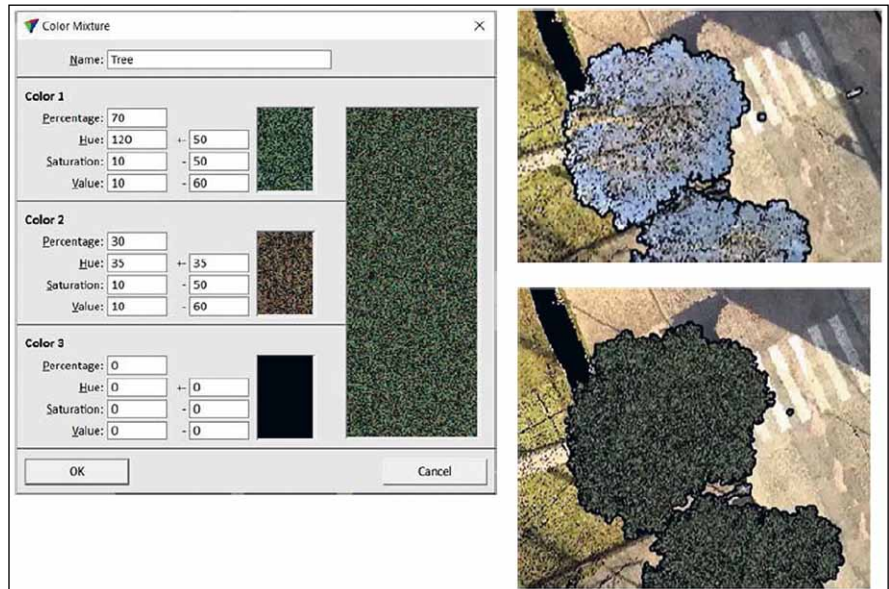 Color Mixture
Name: Tree
Color 1
Percentage: 70
Hue: 120 +- 50
Saturation: 10 - 50
Value: 10 - 60
Color 2
Percentage: 30
Hue: 35 +- 35
Saturation: 10 - 50
Value: 10 - 60
Color 3
Percentage: 0
Hue: 0 +- 0
Saturation: 0 - 0
Value: 0 - 0
OK Cancel